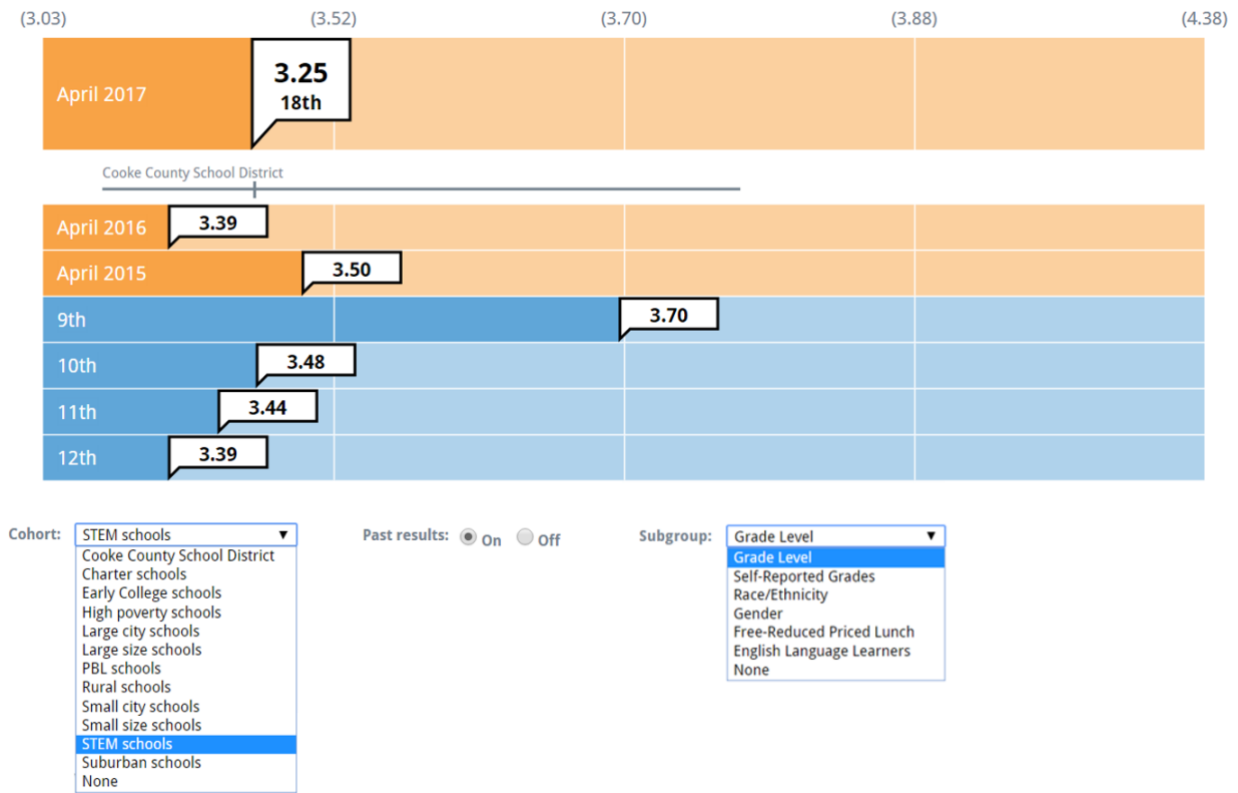 (3.03) (3.52) (3.70) (3.88) (4.38)
April 2017
3.25
18th
Cooke County School District
April 2016 3.39
April 2015 3.50
9th 3.70
10th 3.48
11th 3.44
12th 3.39
Cohort: STEM schools ▼ Past results: On Off Subgroup: Grade Level ▼
Cooke County School District
Charter schools
Early College schools
High poverty schools
Large city schools
Large size schools
PBL schools
Rural schools
Small city schools
Small size schools
STEM schools
Suburban schools
None
Grade Level
Self-Reported Grades
Race/Ethnicity
Gender
Free-Reduced Priced Lunch
English Language Learners
None